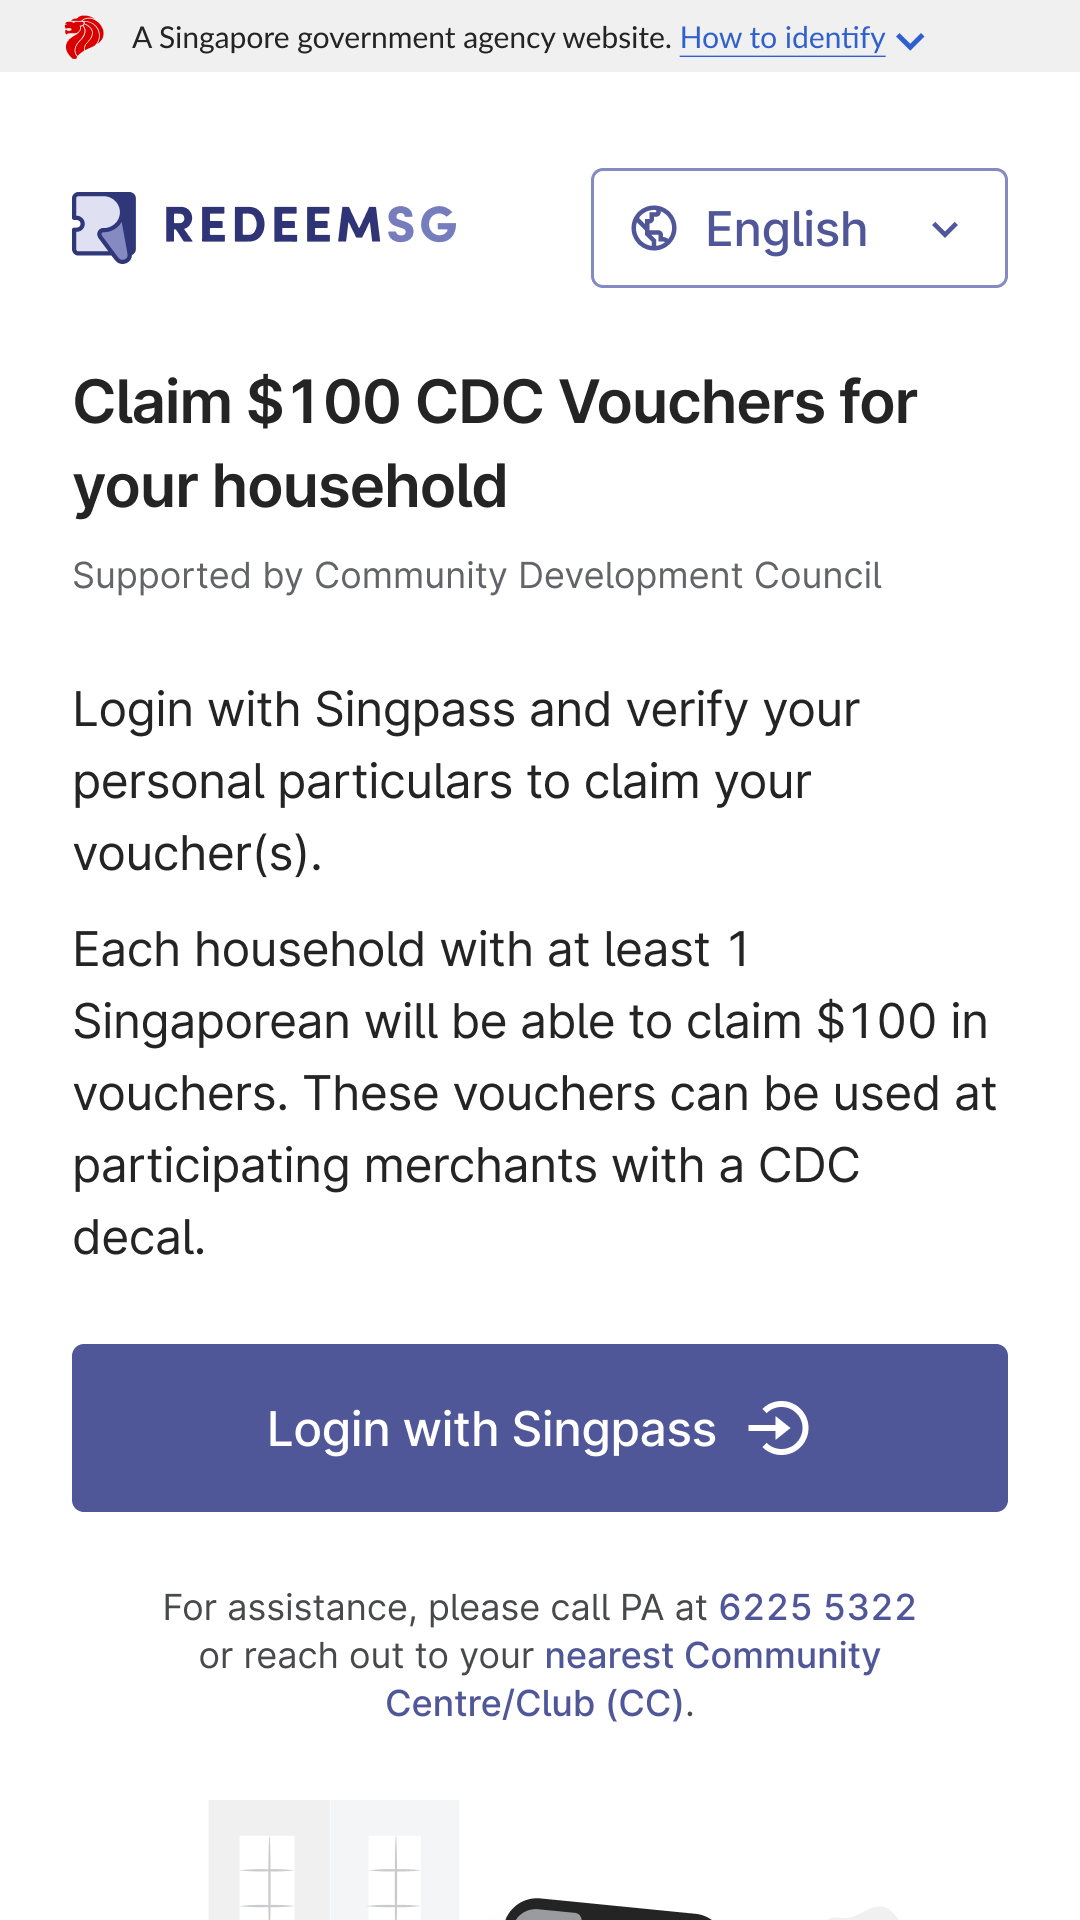 A Singapore government agency website. How to identify
REDEEMSG
English
Claim $100 CDC Vouchers for
your household
Supported by Community Development Council
Login with Singpass and verify your
personal particulars to claim your
voucher(s).
Each household with at least 1
Singaporean will be able to claim $100 in
vouchers. These vouchers can be used at
participating merchants with a CDC
decal.
Login with Singpass
For assistance, please call PA at 6225 5322
or reach out to your nearest Community
Centre/Club (CC).